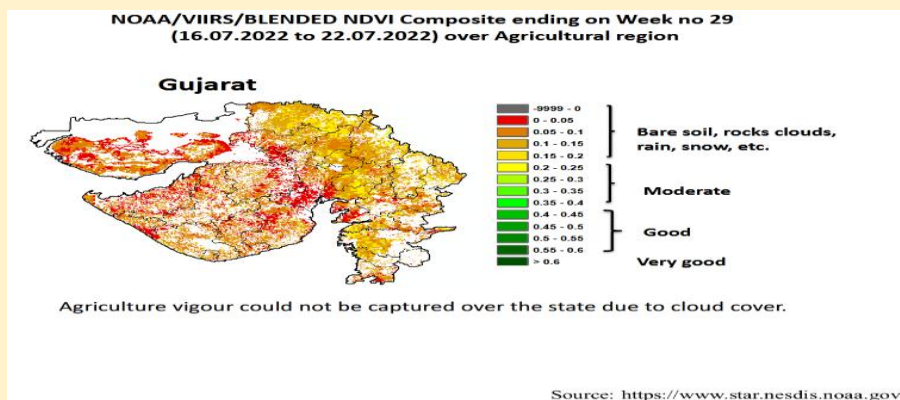 NOAA/VIIRS/BLENDED NDVI Composite ending on Week no 29
(16.07.2022 to 22.07.2022) over Agricultural region
Gujarat
-9999 - 0
0 - 0.05
0.05 - 0.1
0.1 - 0.15
0.15 - 0.2
0.2 - 0.25
0.25 - 0.3
0.3 - 0.35
0.35 - 0.4
0.4 - 0.45
0.45 - 0.5
0.5 - 0.55
0.55 - 0.6
> 0.6
Bare soil, rocks clouds,
rain, snow, etc.
Moderate
Good
Very good
Agriculture vigour could not be captured over the state due to cloud cover.
Source: https://www.star.nesdis.noaa.gov